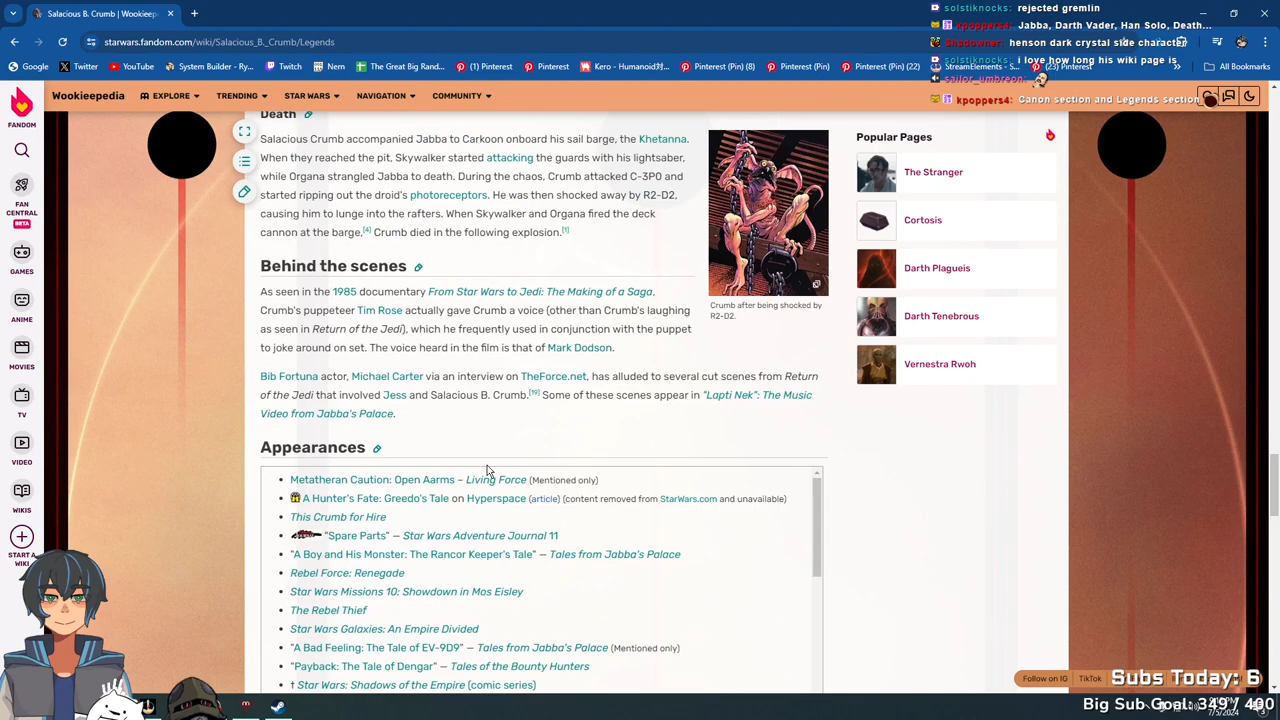 Salacious B. Crumb | Wookieep
solstiknocks: rejected gremlin
kpoppers4: Jabba, Darth Vader, Han Solo, Death...
Shadowner: henson dark crystal side character
solstiknocks: i love how long his wiki page is
sailor_umbreon:
kpoppers4: Canon section and Legends section
starwars.fandom.com/wiki/Salacious_B._Crumb/Legends
Google
Twitter
YouTube
System Builder - Ry...
Twitch
Nern
The Great Big Rand...
(1) Pinterest
Kero - Humanoid?...
Pinterest (Pin) (8)
Pinterest (Pin)
Pinterest (Pin) (22)
StreamElements - S...
(23) Pinterest
All Bookmarks
FANDOM
FAN CENTRAL
BETA
GAMES
ANIME
MOVIES
TV
VIDEO
WIKIS
START A WIKI
Wookieepedia
EXPLORE
TRENDING
STAR WARS
NAVIGATION
COMMUNITY
Death
Salacious Crumb accompanied Jabba to Carkoon onboard his sail barge, the Khetanna.
When they reached the pit, Skywalker started attacking the guards with his lightsaber,
while Organa strangled Jabba to death. During the chaos, Crumb attacked C-3PO and
started ripping out the droid's photoreceptors. He was then shocked away by R2-D2,
causing him to lunge into the rafters. When Skywalker and Organa fired the deck
cannon at the barge,[4] Crumb died in the following explosion.[1]
Crumb after being shocked by
R2-D2.
Behind the scenes
As seen in the 1985 documentary From Star Wars to Jedi: The Making of a Saga,
Crumb's puppeteer Tim Rose actually gave Crumb a voice (other than Crumb's laughing
as seen in Return of the Jedi), which he frequently used in conjunction with the puppet
to joke around on set. The voice heard in the film is that of Mark Dodson.
Bib Fortuna actor, Michael Carter via an interview on TheForce.net, has alluded to several cut scenes from Return
of the Jedi that involved Jess and Salacious B. Crumb.[19] Some of these scenes appear in "Lapti Nek": The Music
Video from Jabba's Palace.
Appearances
Metatheran Caution: Open Aarms – Living Force (Mentioned only)
A Hunter's Fate: Greedo's Tale on Hyperspace (article) (content removed from StarWars.com and unavailable)
This Crumb for Hire
"Spare Parts" — Star Wars Adventure Journal 11
"A Boy and His Monster: The Rancor Keeper's Tale" — Tales from Jabba's Palace
Rebel Force: Renegade
Star Wars Missions 10: Showdown in Mos Eisley
The Rebel Thief
Star Wars Galaxies: An Empire Divided
"A Bad Feeling: The Tale of EV-9D9" — Tales from Jabba's Palace (Mentioned only)
"Payback: The Tale of Dengar" — Tales of the Bounty Hunters
† Star Wars: Shadows of the Empire (comic series)
Popular Pages
The Stranger
Cortosis
Darth Plagueis
Darth Tenebrous
Vernestra Rwoh
Follow on IG
TikTok
Subs Today: 6
Big Sub Goal: 349 / 400
7/5/2024